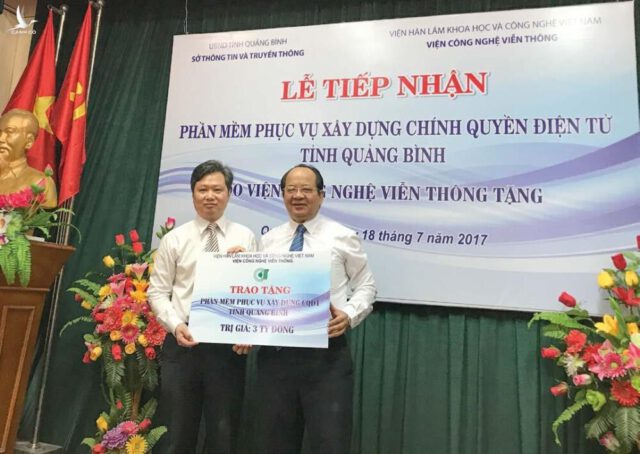 CÁNH CÒ
UBND TỈNH QUẢNG BÌNH
SỞ THÔNG TIN VÀ TRUYỀN THÔNG
VIỆN HÀN LÂM KHOA HỌC VÀ CÔNG NGHỆ VIỆT NAM
VIỆN CÔNG NGHỆ VIỄN THÔNG
LỄ TIẾP NHẬN
PHẦN MỀM PHỤC VỤ XÂY DỰNG CHÍNH QUYỀN ĐIỆN TỬ
TỈNH QUẢNG BÌNH
VIỆN NGHỆ VIỄN THÔNG TẶNG
18 tháng 7 năm 2017
VIỆN HÀN LÂM KHOA HỌC VÀ CÔNG NGHỆ VIỆT NAM
VIỆN CÔNG NGHỆ VIỄN THÔNG
TRAO TẶNG
PHẦN MỀM PHỤC VỤ XÂY DỰNG CQĐT
TỈNH QUẢNG BÌNH
TRỊ GIÁ: 3 TỶ ĐỒNG